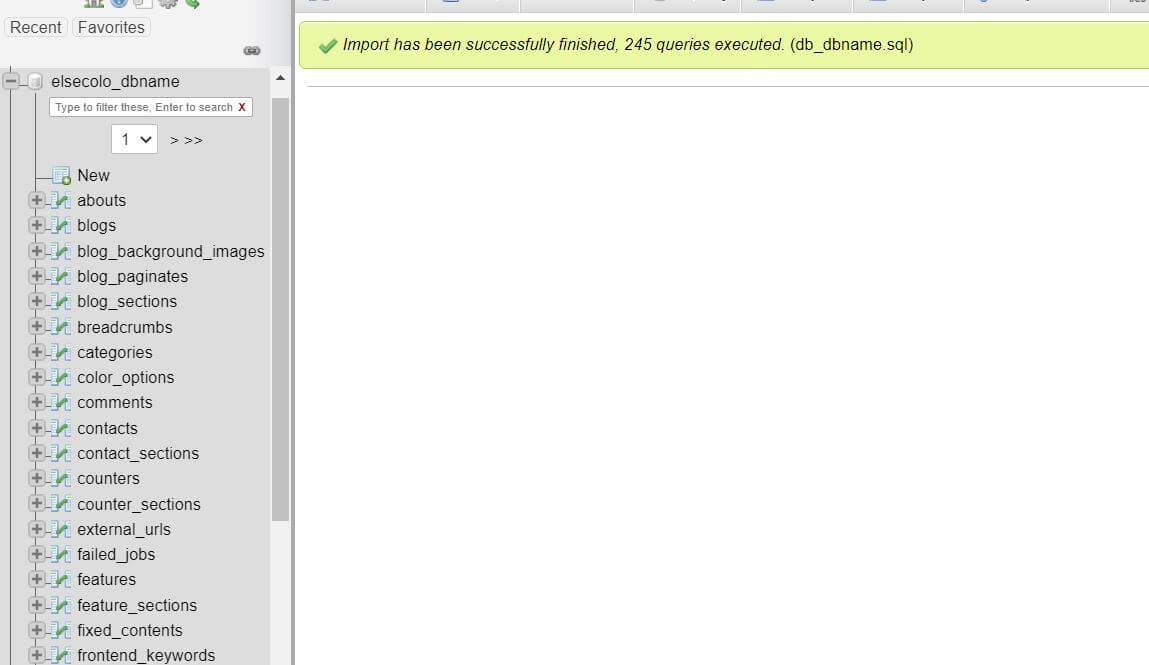 Recent Favorites
Import has been successfully finished, 245 queries executed. (db_dbname.sql)
elsecolo_dbname
Type to filter these, Enter to search X
1 > >>
New
abouts
blogs
blog_background_images
blog_paginates
blog_sections
breadcrumbs
categories
color_options
comments
contacts
contact_sections
counters
counter_sections
external_urls
failed_jobs
features
feature_sections
fixed_contents
frontend_keywords